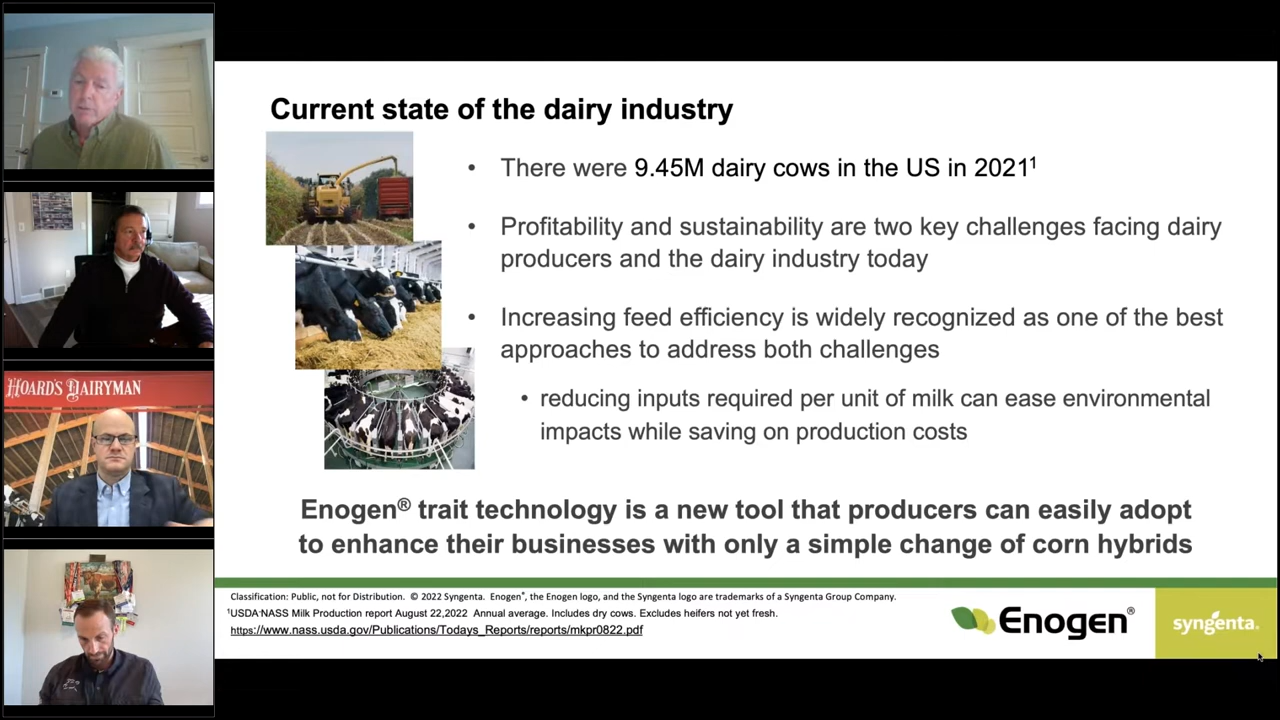 HOARD'S DAIRYMAN
Current state of the dairy industry
• There were 9.45M dairy cows in the US in 2021¹
• Profitability and sustainability are two key challenges facing dairy
producers and the dairy industry today
• Increasing feed efficiency is widely recognized as one of the best
approaches to address both challenges
• reducing inputs required per unit of milk can ease environmental
impacts while saving on production costs
Enogen® trait technology is a new tool that producers can easily adopt
to enhance their businesses with only a simple change of corn hybrids
Classification: Public, not for Distribution. © 2022 Syngenta. Enogen®, the Enogen logo, and the Syngenta logo are trademarks of a Syngenta Group Company.
¹USDA-NASS Milk Production report August 22,2022 Annual average. Includes dry cows. Excludes heifers not yet fresh.
https://www.nass.usda.gov/Publications/Todays_Reports/reports/mkpr0822.pdf
Enogen®
syngenta.